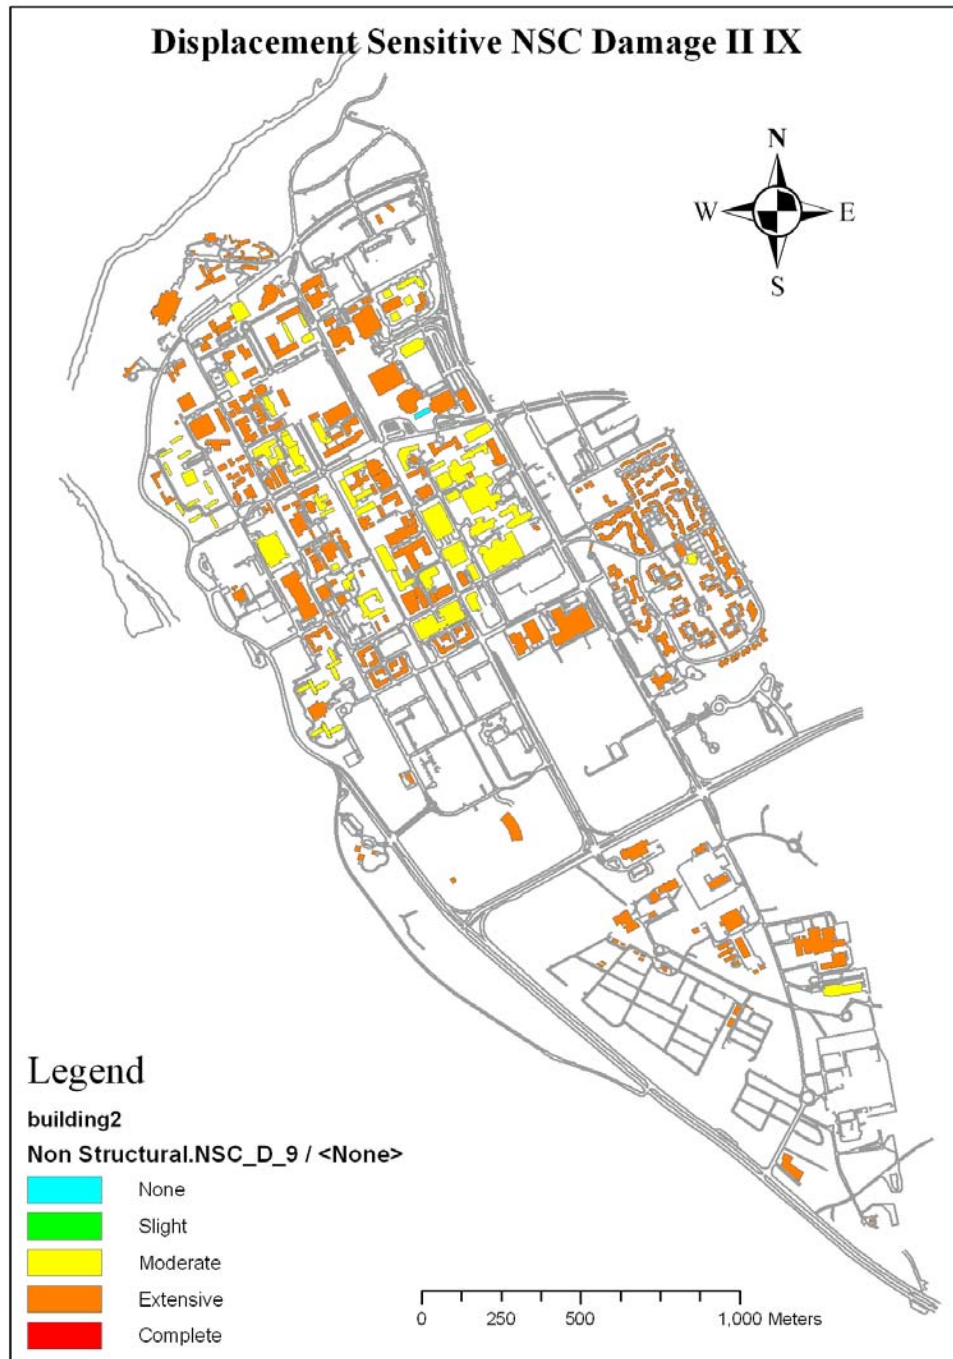 Displacement Sensitive NSC Damage II IX
N
W E
S
Legend
building2
Non Structural.NSC_D_9 / <None>
None
Slight
Moderate
Extensive
Complete
0 250 500 1,000 Meters